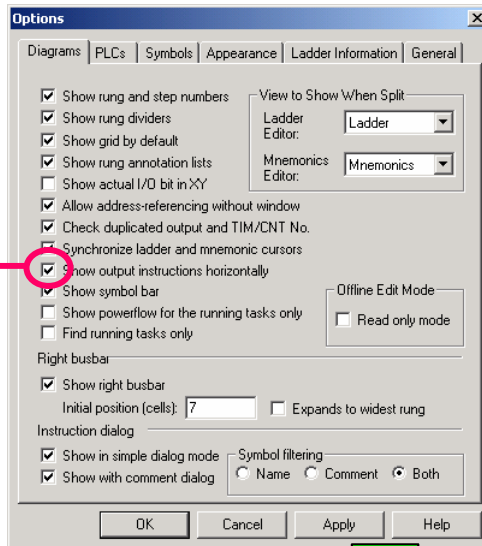 Options
Diagrams PLCs Symbols Appearance Ladder Information General
Show rung and step numbers
Show rung dividers
Show grid by default
Show rung annotation lists
Show actual I/O bit in XY
Allow address-referencing without window
Check duplicated output and TIM/CNT No.
Synchronize ladder and mnemonic cursors
Show output instructions horizontally
Show symbol bar
Show powerflow for the running tasks only
Find running tasks only
View to Show When Split
Ladder
Editor:
Ladder
Mnemonics
Editor:
Mnemonics
Offline Edit Mode
Read only mode
Right busbar
Show right busbar
Initial position (cells): 7 Expands to widest rung
Instruction dialog
Show in simple dialog mode
Show with comment dialog
Symbol filtering
Name Comment Both
OK Cancel Apply Help